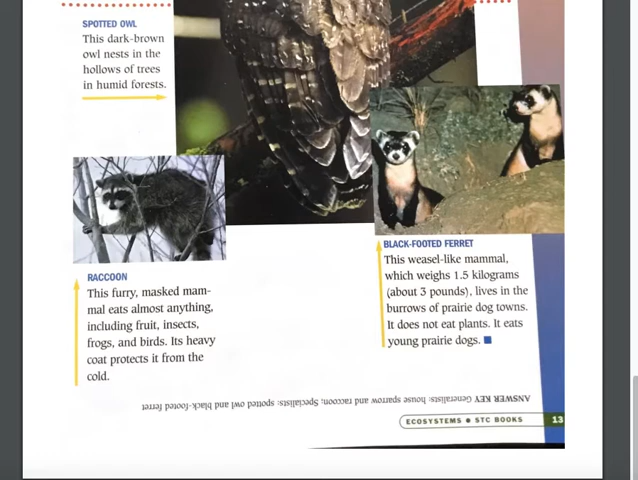 SPOTTED OWL
This dark-brown
owl nests in the
hollows of trees
in humid forests.
RACCOON
This furry, masked mam-
mal eats almost anything,
including fruit, insects,
frogs, and birds. Its heavy
coat protects it from the
cold.
BLACK-FOOTED FERRET
This weasel-like mammal,
which weighs 1.5 kilograms
(about 3 pounds), lives in the
burrows of prairie dog towns.
It does not eat plants. It eats
young prairie dogs.
ANSWER KEY Generalists: house sparrow and raccoon; Specialists: spotted owl and black-footed ferret
ECOSYSTEMS ● STC BOOKS 13